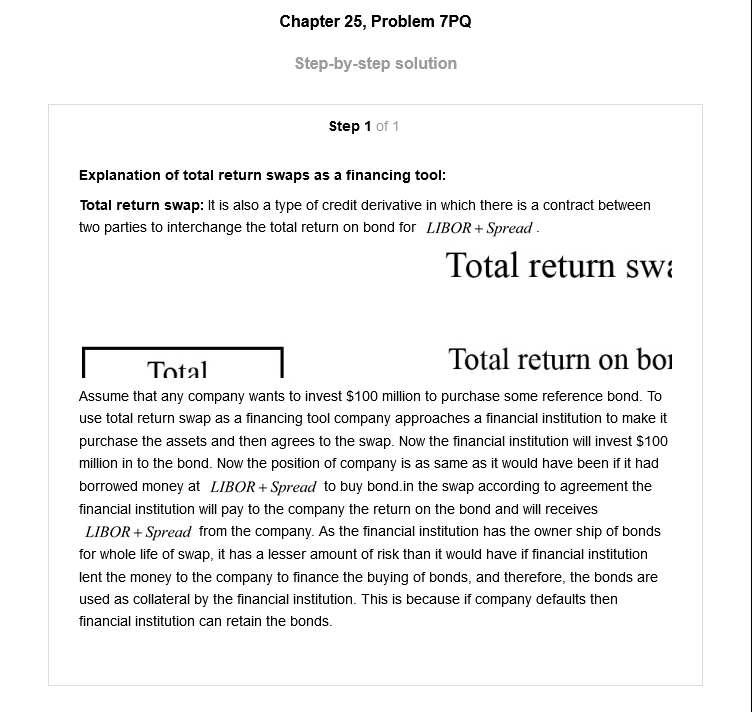 Chapter 25, Problem 7PQ
Step-by-step solution
Step 1 of 1
Explanation of total return swaps as a financing tool:
Total return swap: It is also a type of credit derivative in which there is a contract between
two parties to interchange the total return on bond for LIBOR + Spread .
Total return
Total return on
Total
Assume that any company wants to invest $100 million to purchase some reference bond. To
use total return swap as a financing tool company approaches a financial institution to make it
purchase the assets and then agrees to the swap. Now the financial institution will invest $100
million in to the bond. Now the position of company is as same as it would have been if it had
borrowed money at LIBOR + Spread to buy bond.in the swap according to agreement the
financial institution will pay to the company the return on the bond and will receives
LIBOR + Spread from the company. As the financial institution has the owner ship of bonds
for whole life of swap, it has a lesser amount of risk than it would have if financial institution
lent the money to the company to finance the buying of bonds, and therefore, the bonds are
used as collateral by the financial institution. This is because if company defaults then
financial institution can retain the bonds.